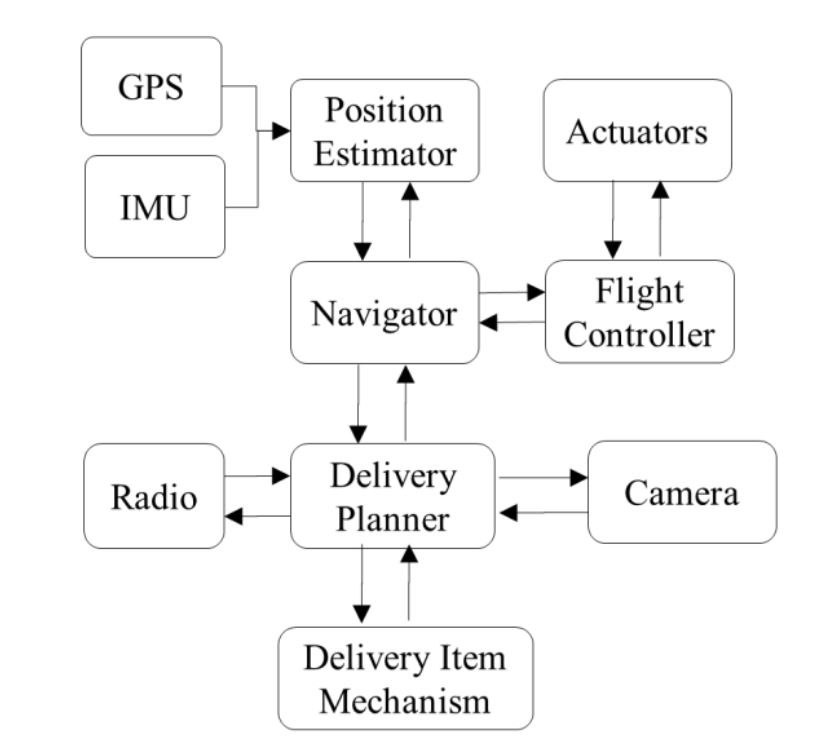 GPS
Position
Estimator
Actuators
IMU
Navigator
Flight
Controller
Radio
Delivery
Planner
Camera
Delivery Item
Mechanism